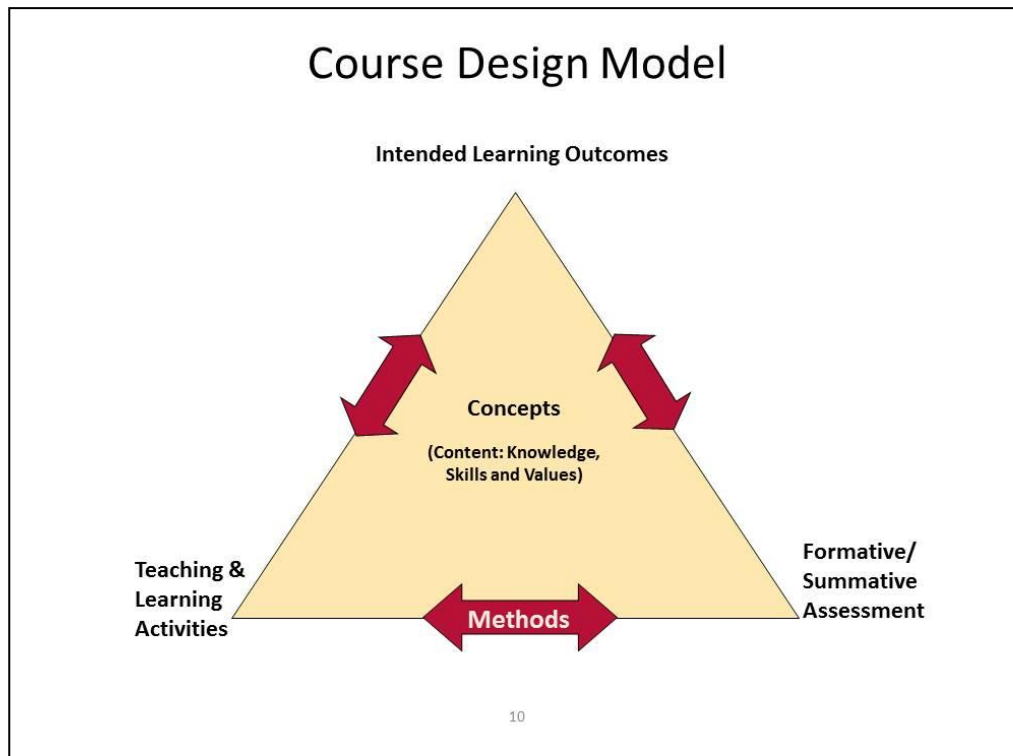 Course Design Model
Intended Learning Outcomes
Concepts
(Content: Knowledge,
Skills and Values)
Teaching &
Learning
Activities
Methods
Formative/
Summative
Assessment
10